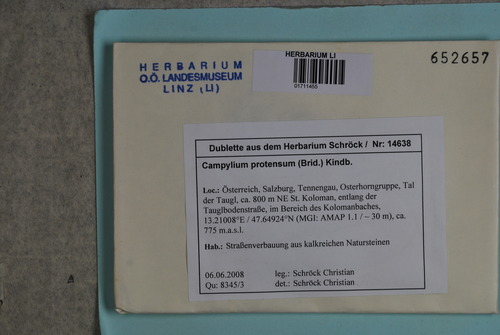 HERBARIUM
O.Ö. LANDESMUSEUM
LINZ (LI)
HERBARIUM LI
01711455
652657
Dublette aus dem Herbarium Schröck / Nr: 14638
Campylium protensum (Brid.) Kindb.
Loc.: Österreich, Salzburg, Tennengau, Osterhorngruppe, Tal
der Taugl, ca. 800 m NE St. Koloman, entlang der
Tauglbodenstraße, im Bereich des Kolomanbaches,
13.21008°E / 47.64924°N (MGI: AMAP 1.1 / ~ 30 m), ca.
775 m.a.s.l.
Hab.: Straßenverbauung aus kalkreichen Natursteinen
06.06.2008 leg.: Schröck Christian
Qu: 8345/3 det.: Schröck Christian